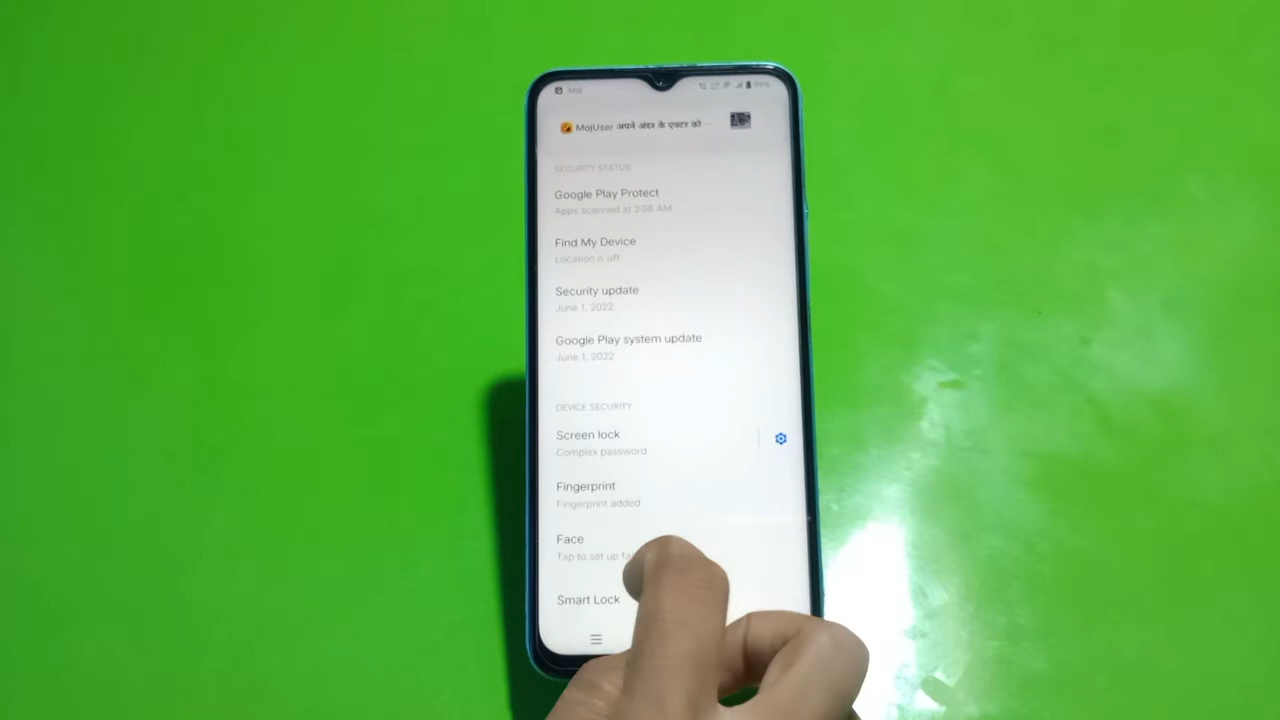 Moj 99%
MojUser अपने अंदर के एक्टर को ...
SECURITY STATUS
Google Play Protect
Apps scanned at 3:08 AM
Find My Device
Location is off
Security update
June 1, 2022
Google Play system update
June 1, 2022
DEVICE SECURITY
Screen lock
Complex password
Fingerprint
Fingerprint added
Face
Tap to set up
Smart Lock